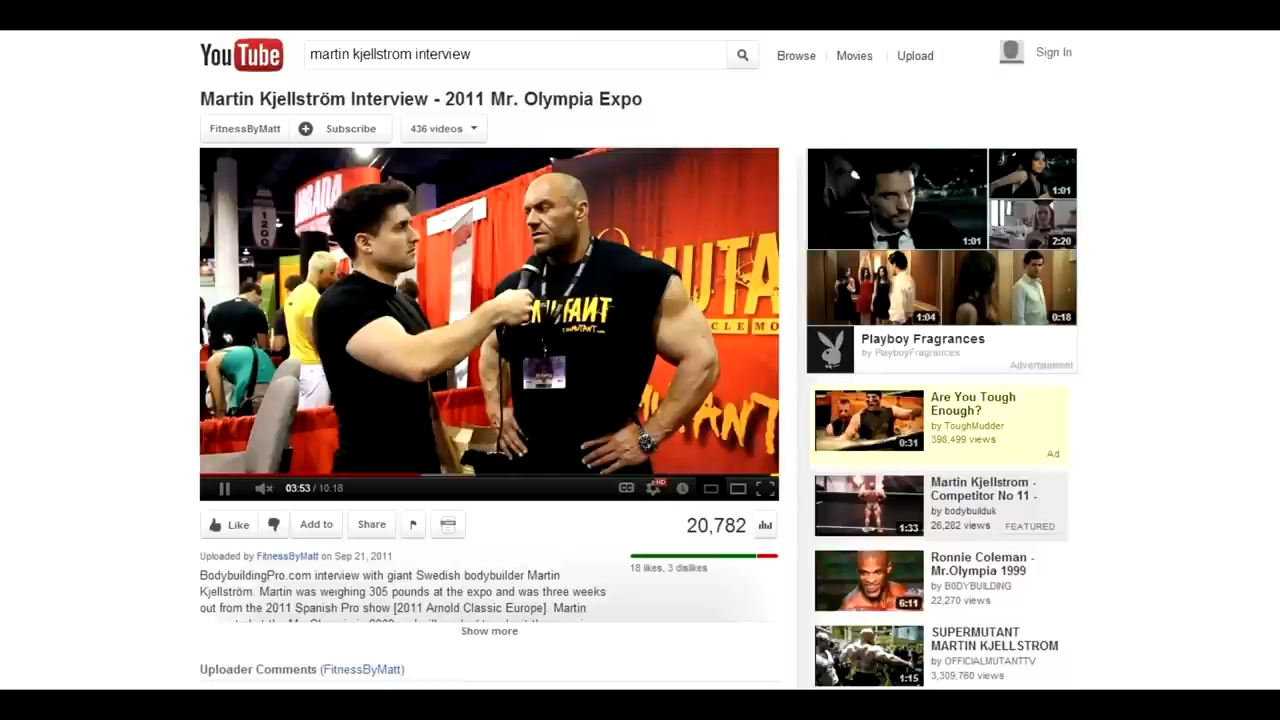 YouTube
martin kjellstrom interview
Browse
Movies
Upload
Sign In
Martin Kjellström Interview - 2011 Mr. Olympia Expo
FitnessByMatt
Subscribe
436 videos
LABRADA
1200
MUTANT
MUTANT
MUTANT
03:53 / 10.18
CC
HD
Like
Add to
Share
20,782
Uploaded by FitnessByMatt on Sep 21, 2011
18 likes, 3 dislikes
BodybuildingPro.com interview with giant Swedish bodybuilder Martin
Kjellström. Martin was weighing 305 pounds at the expo and was three weeks
out from the 2011 Spanish Pro show [2011 Arnold Classic Europe]. Martin
Show more
Uploader Comments (FitnessByMatt)
1:01
1:01
2:20
1:04
0:18
Playboy Fragrances
by PlayboyFragrances
Advertisement
Are You Tough
Enough?
by ToughMudder
398,499 views
Ad
0:31
Martin Kjellstrom -
Competitor No 11 -
by bodybuilduk
26,282 views
FEATURED
1:33
Ronnie Coleman -
Mr.Olympia 1999
by B0DYBUILDING
22,270 views
6:11
SUPERMUTANT
MARTIN KJELLSTROM
by OFFICIALMUTANTTV
3,309,760 views
1:15